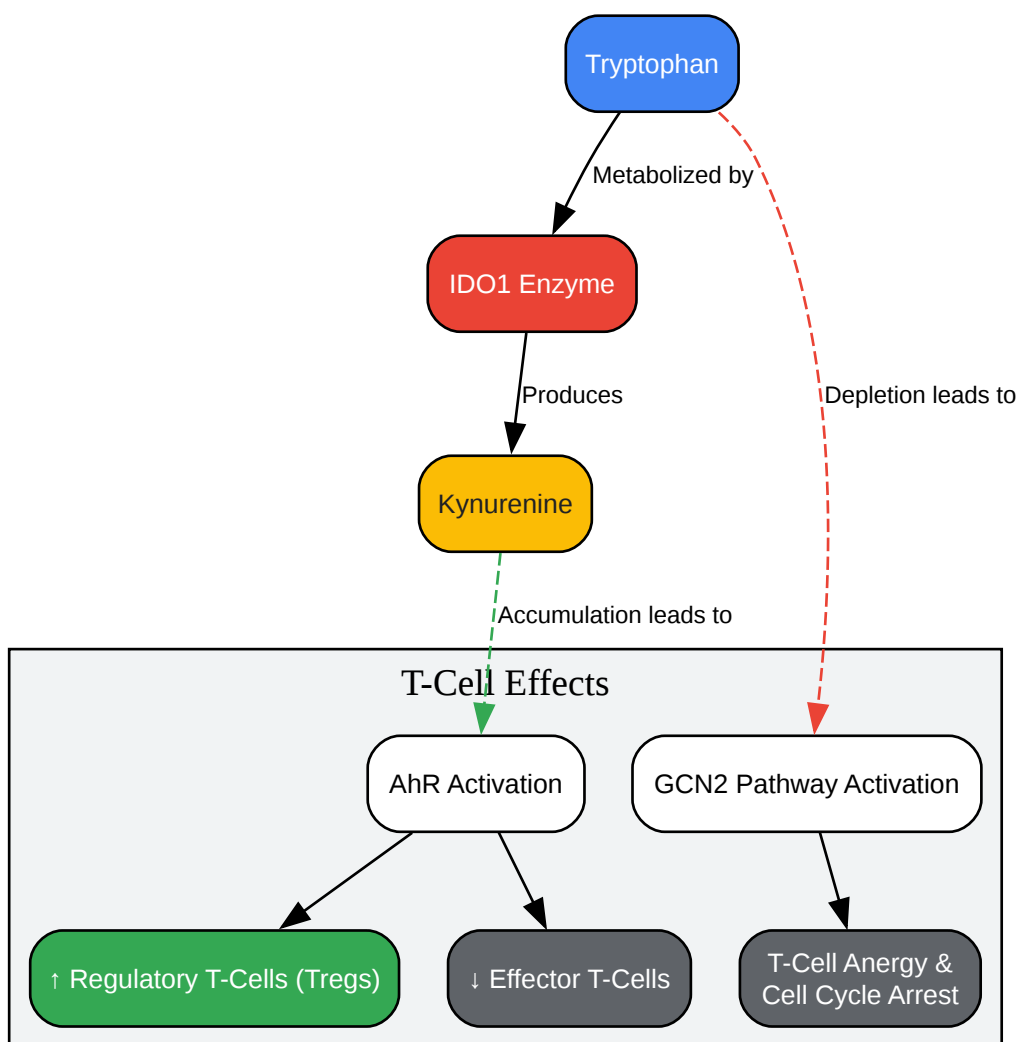 Tryptophan
Metabolized by
IDO1 Enzyme
Produces
Depletion leads to
Kynurenine
Accumulation leads to
T-Cell Effects
AhR Activation
GCN2 Pathway Activation
↑ Regulatory T-Cells (Tregs)
↓ Effector T-Cells
T-Cell Anergy &
Cell Cycle Arrest